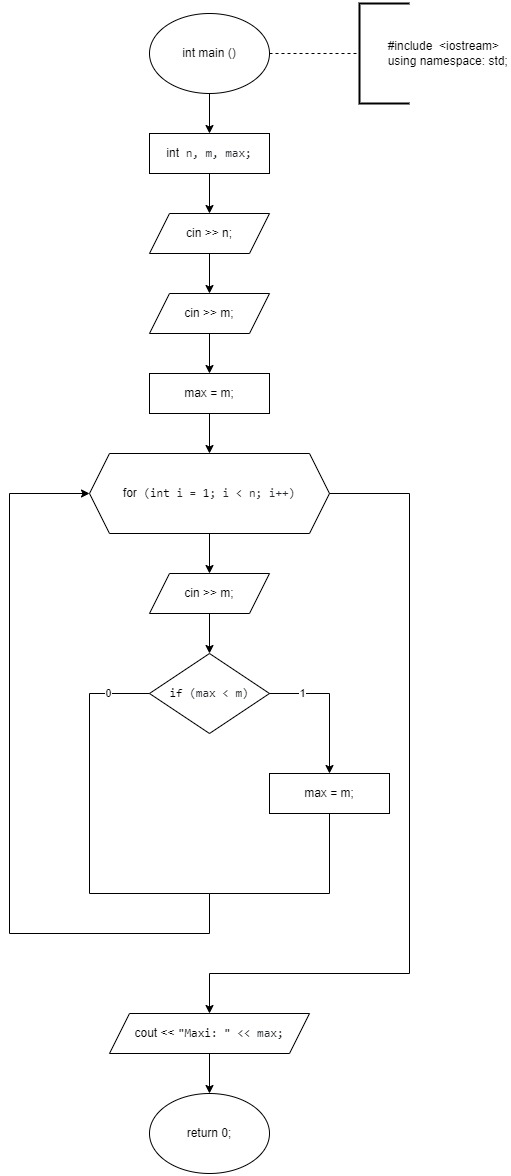 int main ()
#include <iostream>
using namespace: std;
int n, m, max;
cin >> n;
cin >> m;
max = m;
for (int i = 1; i < n; i++)
cin >> m;
0
if (max < m)
1
max = m;
cout << "Maxi: " << max;
return 0;